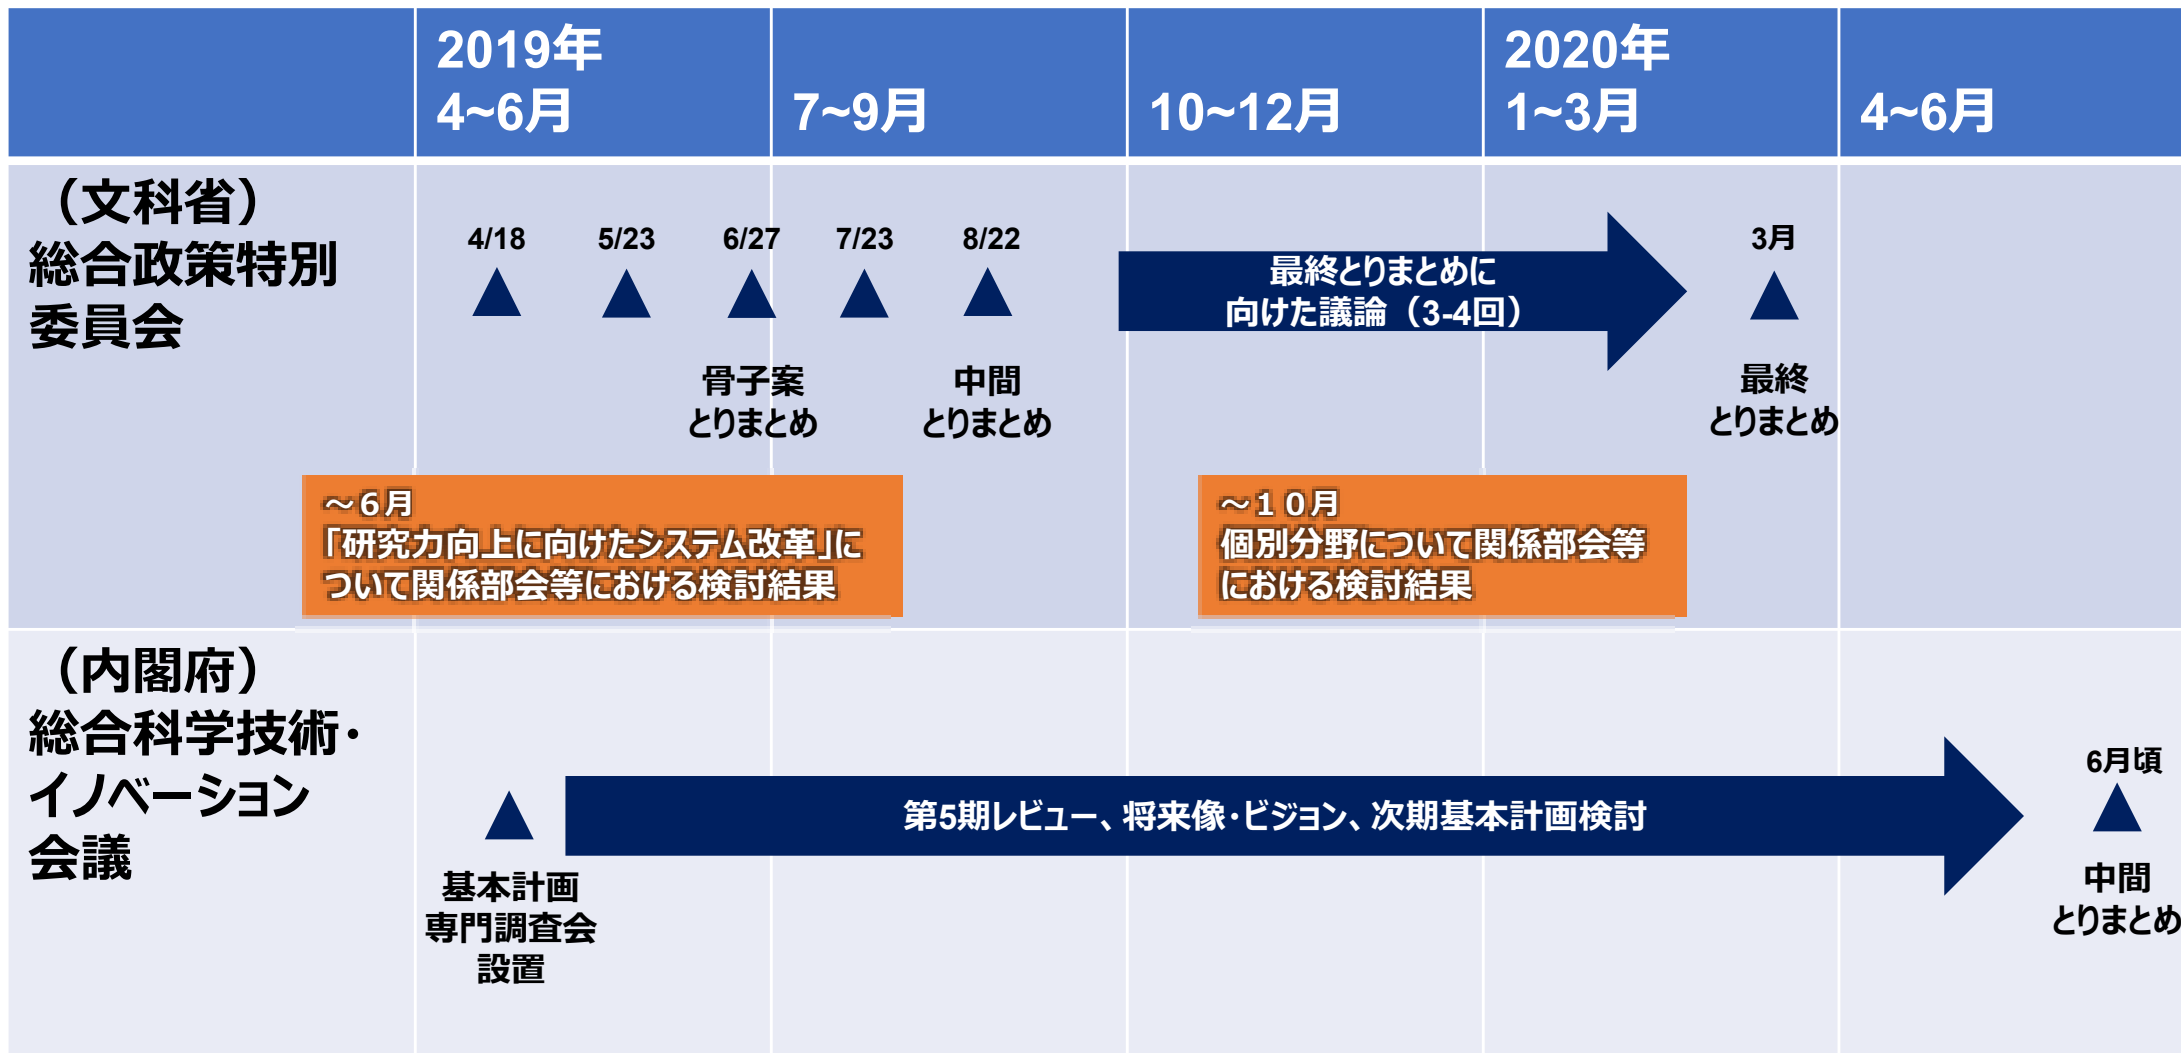 2019年
4~6月
7~9月
10~12月
2020年
1~3月
4~6月
（文科省）
総合政策特別
委員会
4/18
5/23
6/27
7/23
8/22
骨子案
とりまとめ
中間
とりまとめ
最終とりまとめに
向けた議論（3-4回）
3月
最終
とりまとめ
～６月
「研究力向上に向けたシステム改革」に
ついて関係部会等における検討結果
～１０月
個別分野について関係部会等
における検討結果
（内閣府）
総合科学技術・
イノベーション
会議
基本計画
専門調査会
設置
第5期レビュー、将来像・ビジョン、次期基本計画検討
6月頃
中間
とりまとめ